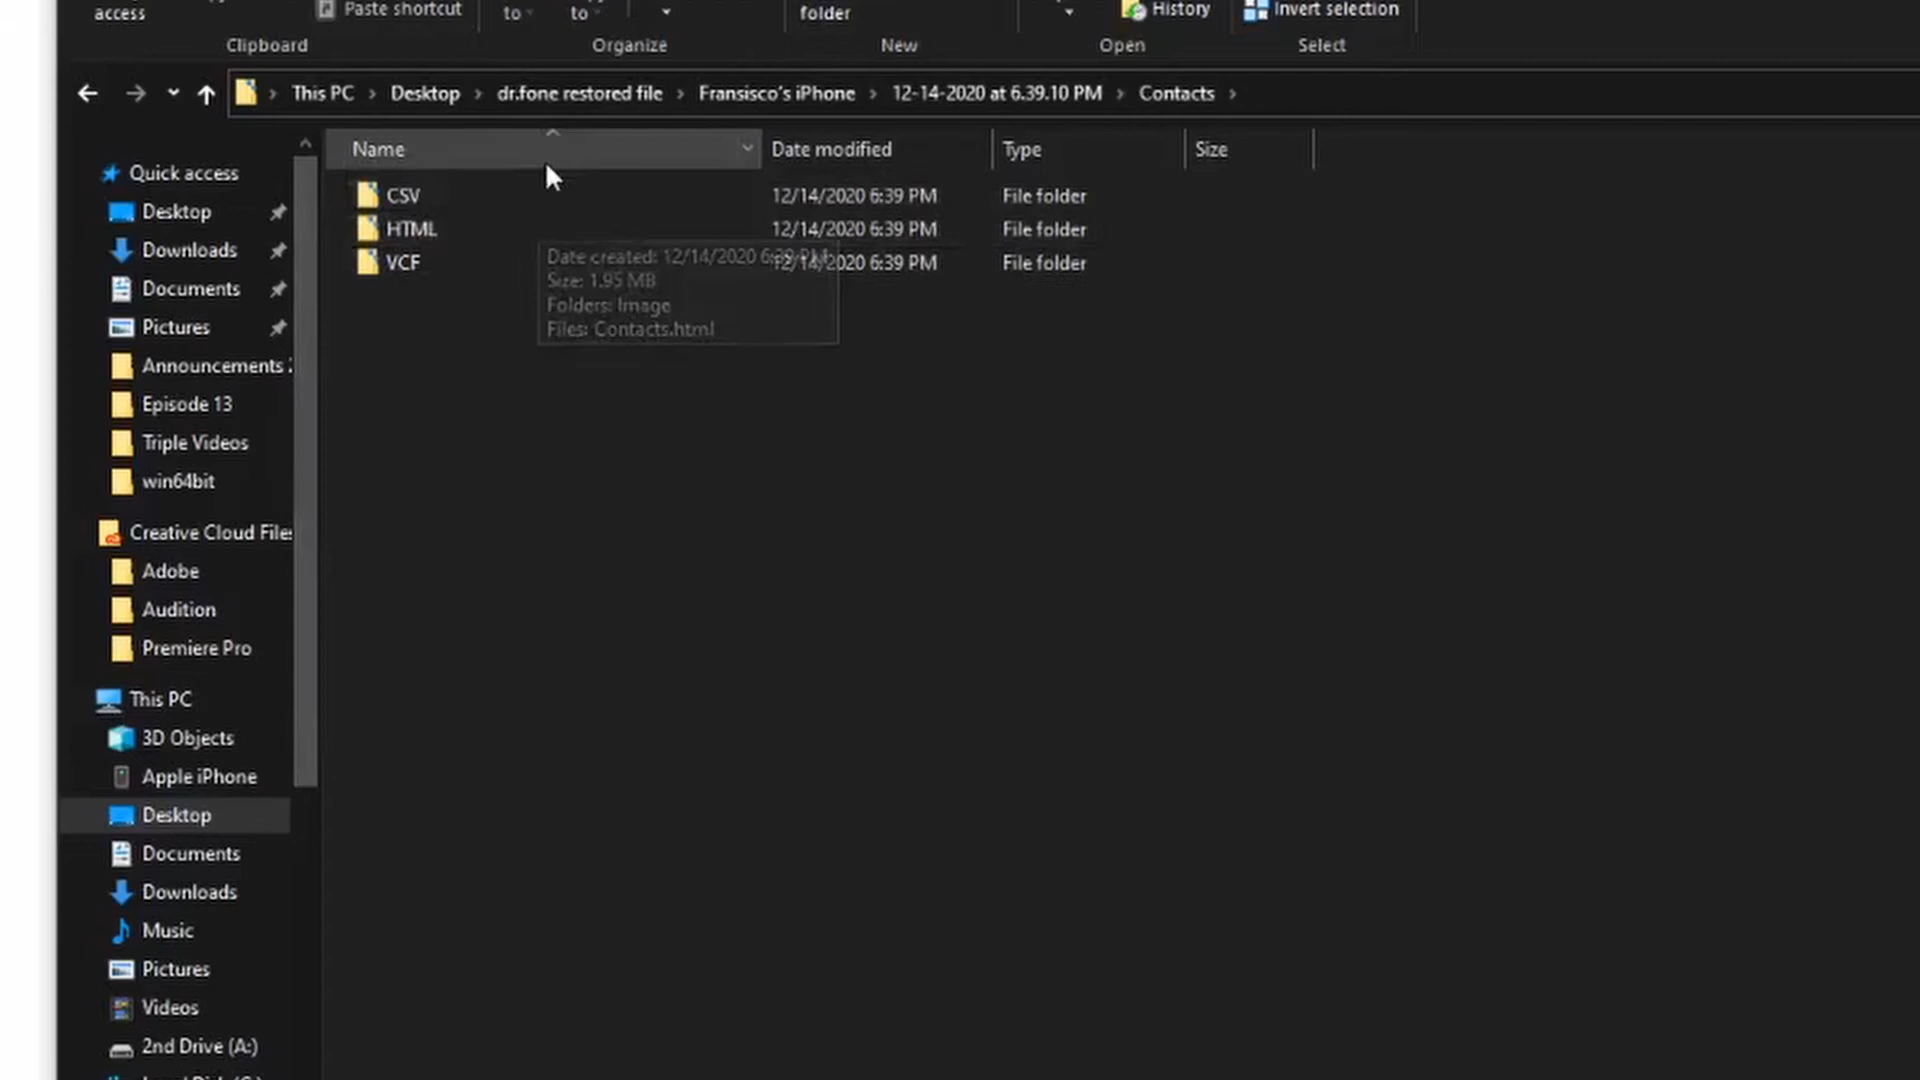 access
Paste shortcut
to
to
folder
History
Invert selection
Clipboard
Organize
New
Open
Select
This PC
Desktop
dr.fone restored file
Fransisco's iPhone
12-14-2020 at 6.39.10 PM
Contacts
Name
Date modified
Type
Size
CSV
12/14/2020 6:39 PM
File folder
HTML
12/14/2020 6:39 PM
File folder
VCF
12/14/2020 6:39 PM
File folder
Date created: 12/14/2020 6:39 PM
Size: 1.95 MB
Folders: Image
Files: Contacts.html
Quick access
Desktop
Downloads
Documents
Pictures
Announcements
Episode 13
Triple Videos
win64bit
Creative Cloud Files
Adobe
Audition
Premiere Pro
This PC
3D Objects
Apple iPhone
Desktop
Documents
Downloads
Music
Pictures
Videos
2nd Drive (A:)